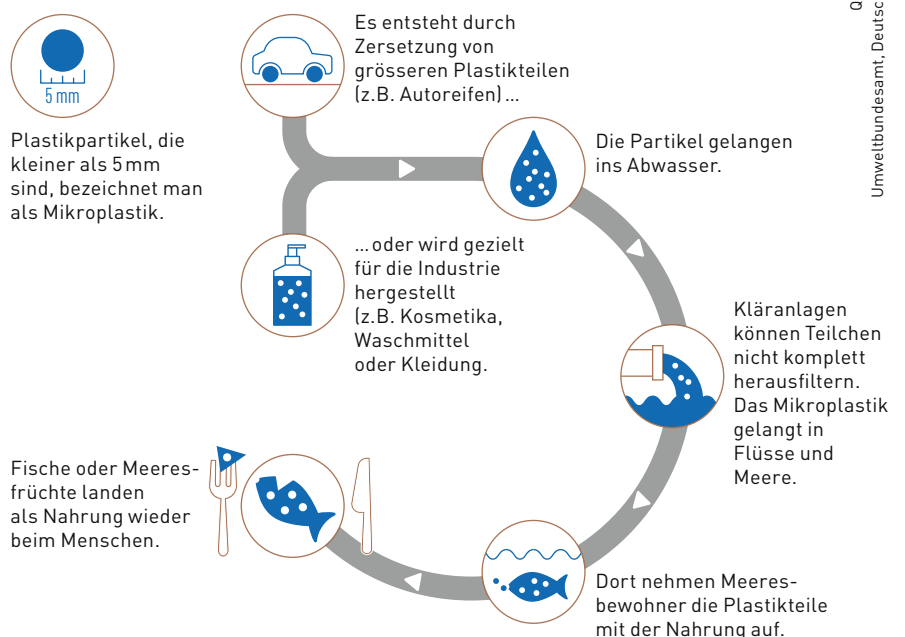 5 mm
Plastikpartikel, die
kleiner als 5 mm
sind, bezeichnet man
als Mikroplastik.
Es entsteht durch
Zersetzung von
grösseren Plastikteilen
(z.B. Autoreifen) ...
... oder wird gezielt
für die Industrie
hergestellt
(z.B. Kosmetika,
Waschmittel
oder Kleidung.
Die Partikel gelangen
ins Abwasser.
Kläranlagen
können Teilchen
nicht komplett
herausfiltern.
Das Mikroplastik
gelangt in
Flüsse und
Meere.
Dort nehmen Meeres-
bewohner die Plastikteile
mit der Nahrung auf.
Fische oder Meeres-
früchte landen
als Nahrung wieder
beim Menschen.
Umweltbundesamt,